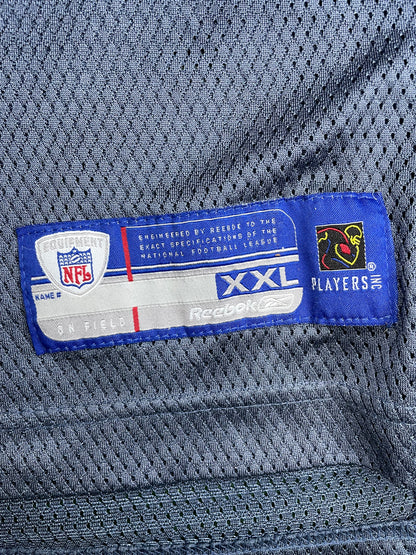 EQUIPMENT
NFL
NAME #
ENGINEERED BY REEBOK TO THE
EXACT SPECIFICATIONS OF THE
NATIONAL FOOTBALL LEAGUE
XXL
ON FIELD
Reebok
PLAYERS INC
®